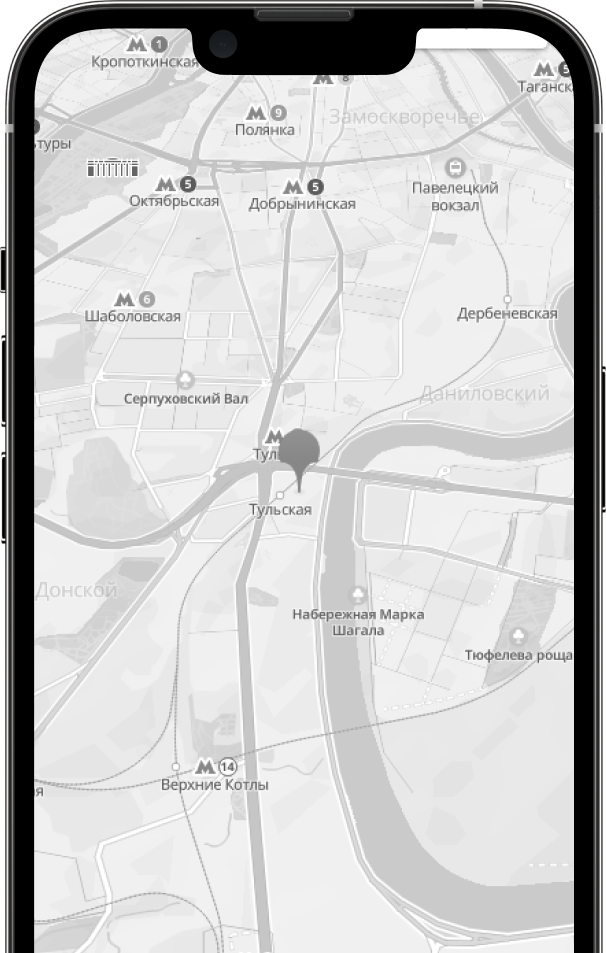 1
Кропоткинская
8
5
Таганск
9
Полянка
Замоскворечье
ьтуры
5
Октябрьская
5
Добрынинская
Павелецкий
вокзал
6
Шаболовская
Дербеневская
Серпуховский Вал
Даниловский
Тул
Тульская
Донской
Набережная Марка
Шагала
Тюфелева роща
14
Верхние Котлы
я